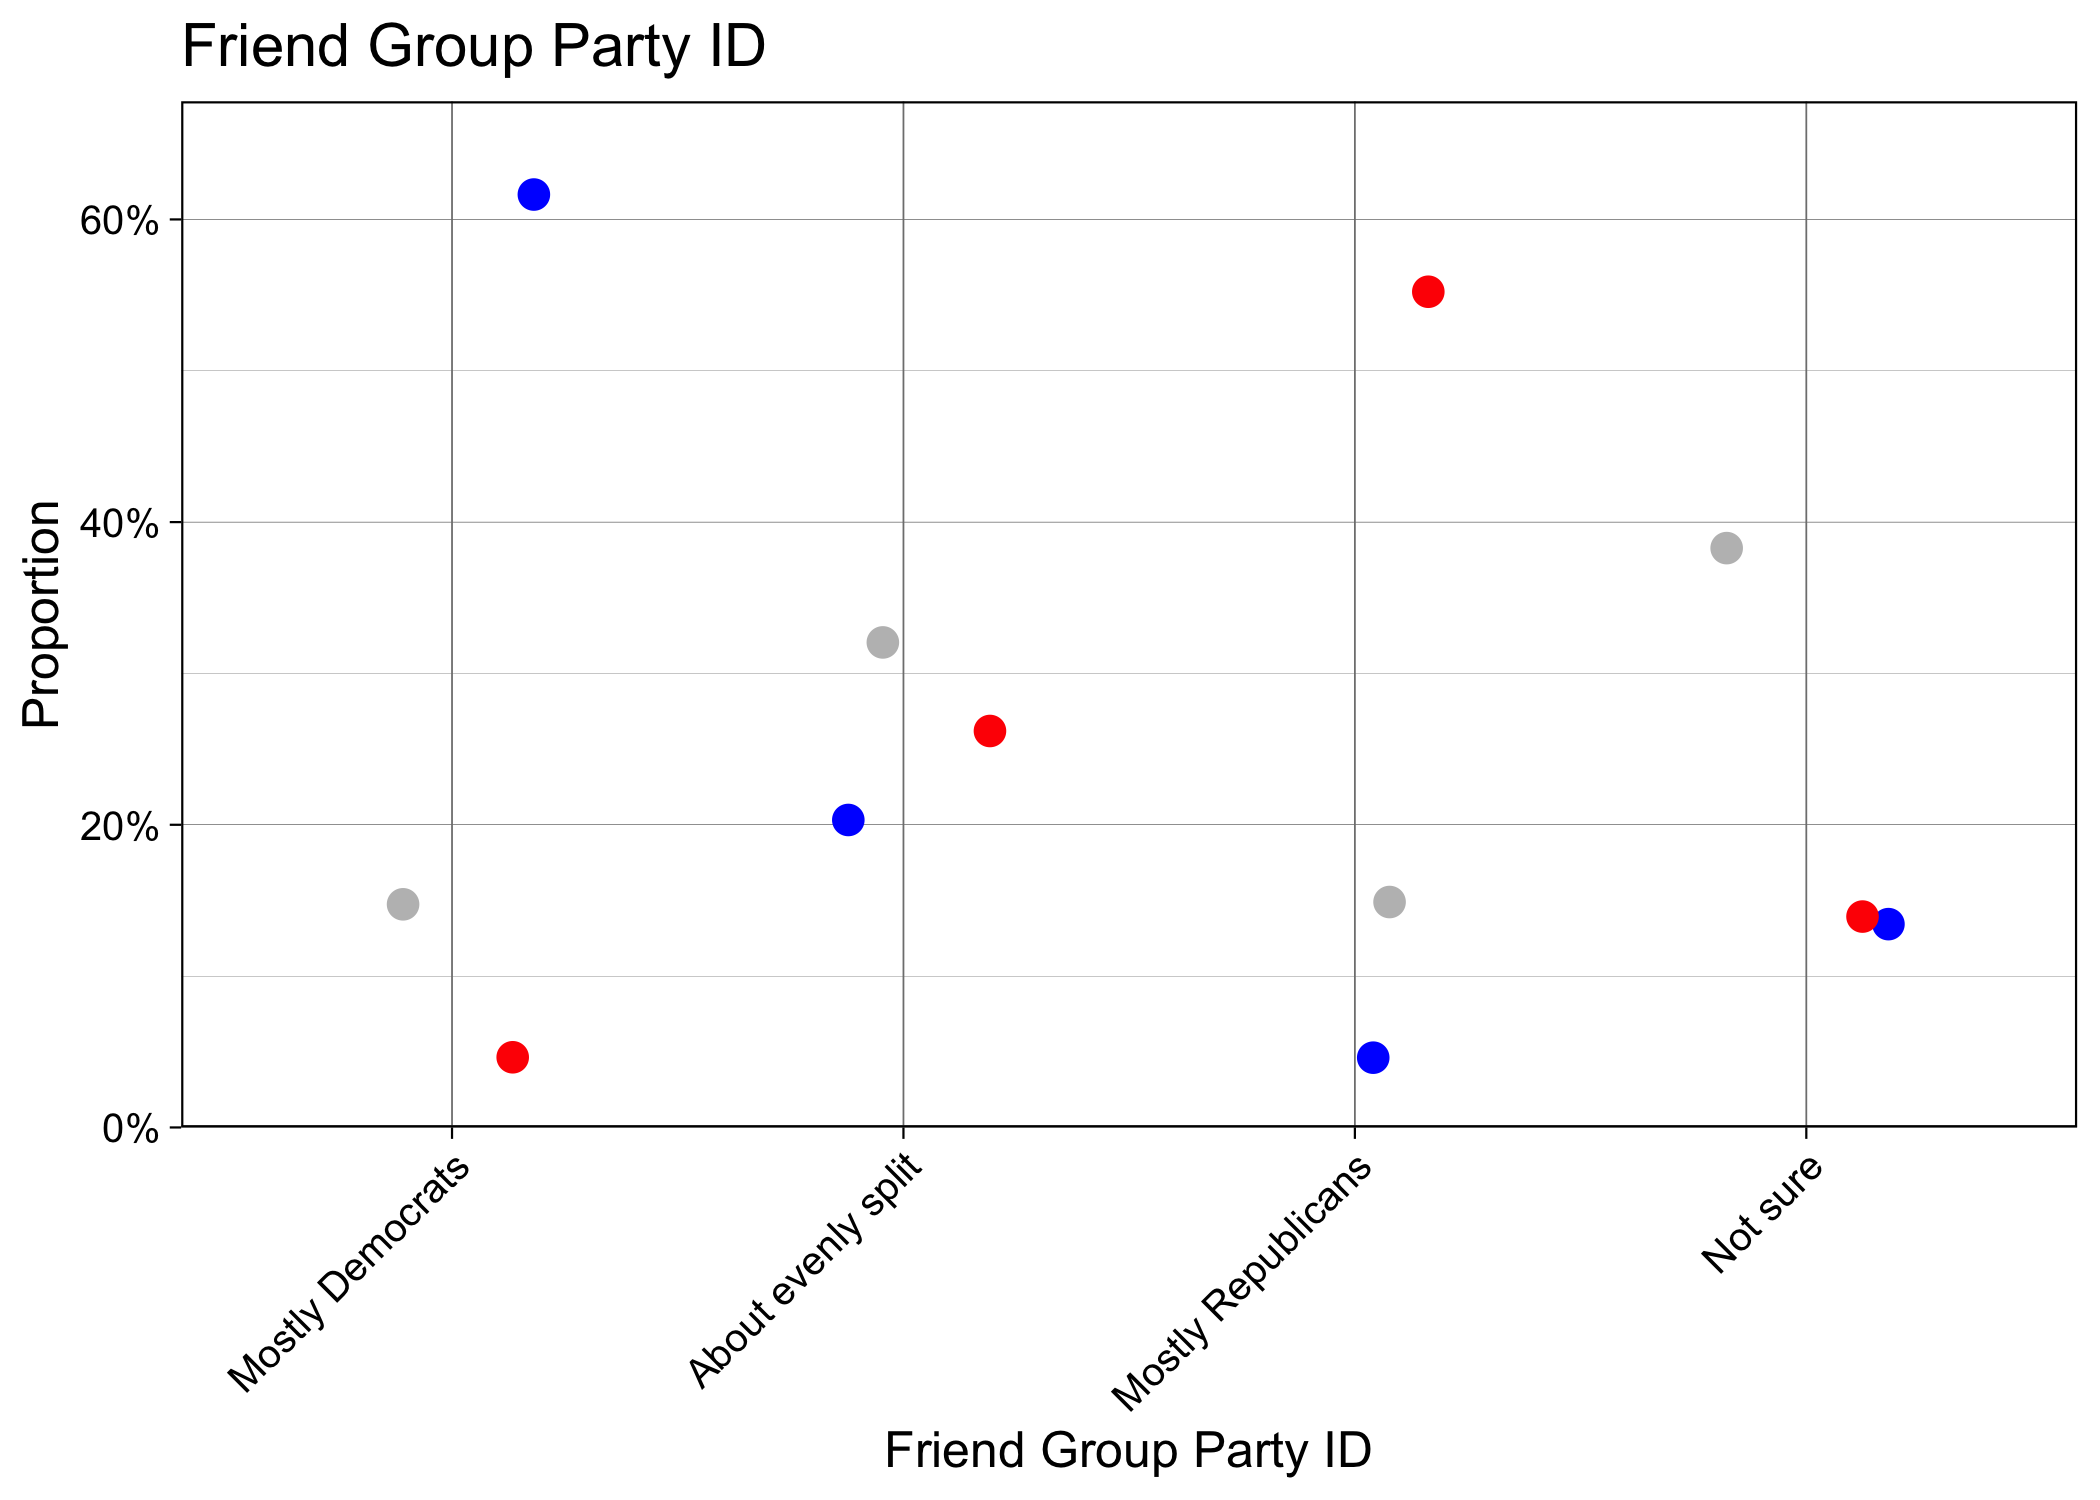 Friend Group Party ID
Proportion
60%
40%
20%
0%
Mostly Democrats
About evenly split
Mostly Republicans
Not sure
Friend Group Party ID